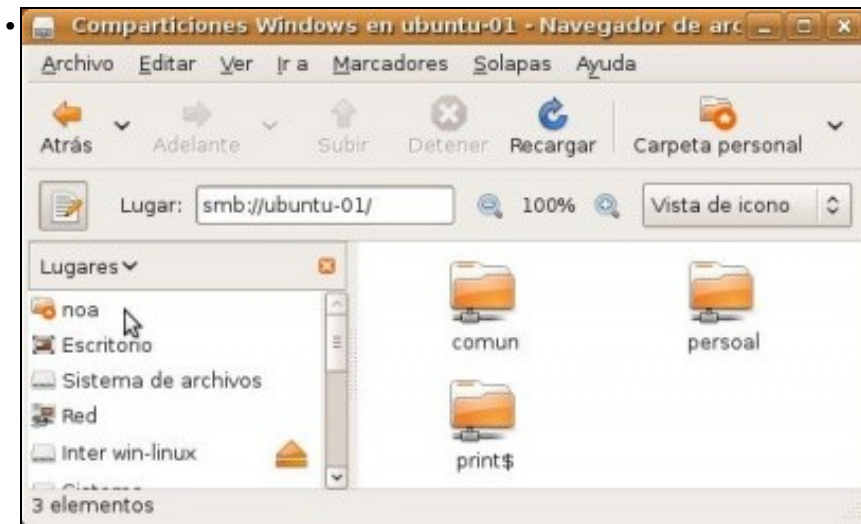 Comparticiones Windows en ubuntu-01 - Navegador de arc
Archivo Editar Ver Ir a Marcadores Solapas Ayuda
Atrás Adelante Subir Detener Recargar Carpeta personal
Lugar: smb://ubuntu-01/ 100% Vista de icono
Lugares
noa
Escritorio
Sistema de archivos
Red
Inter win-linux
comun
persoal
print$
3 elementos